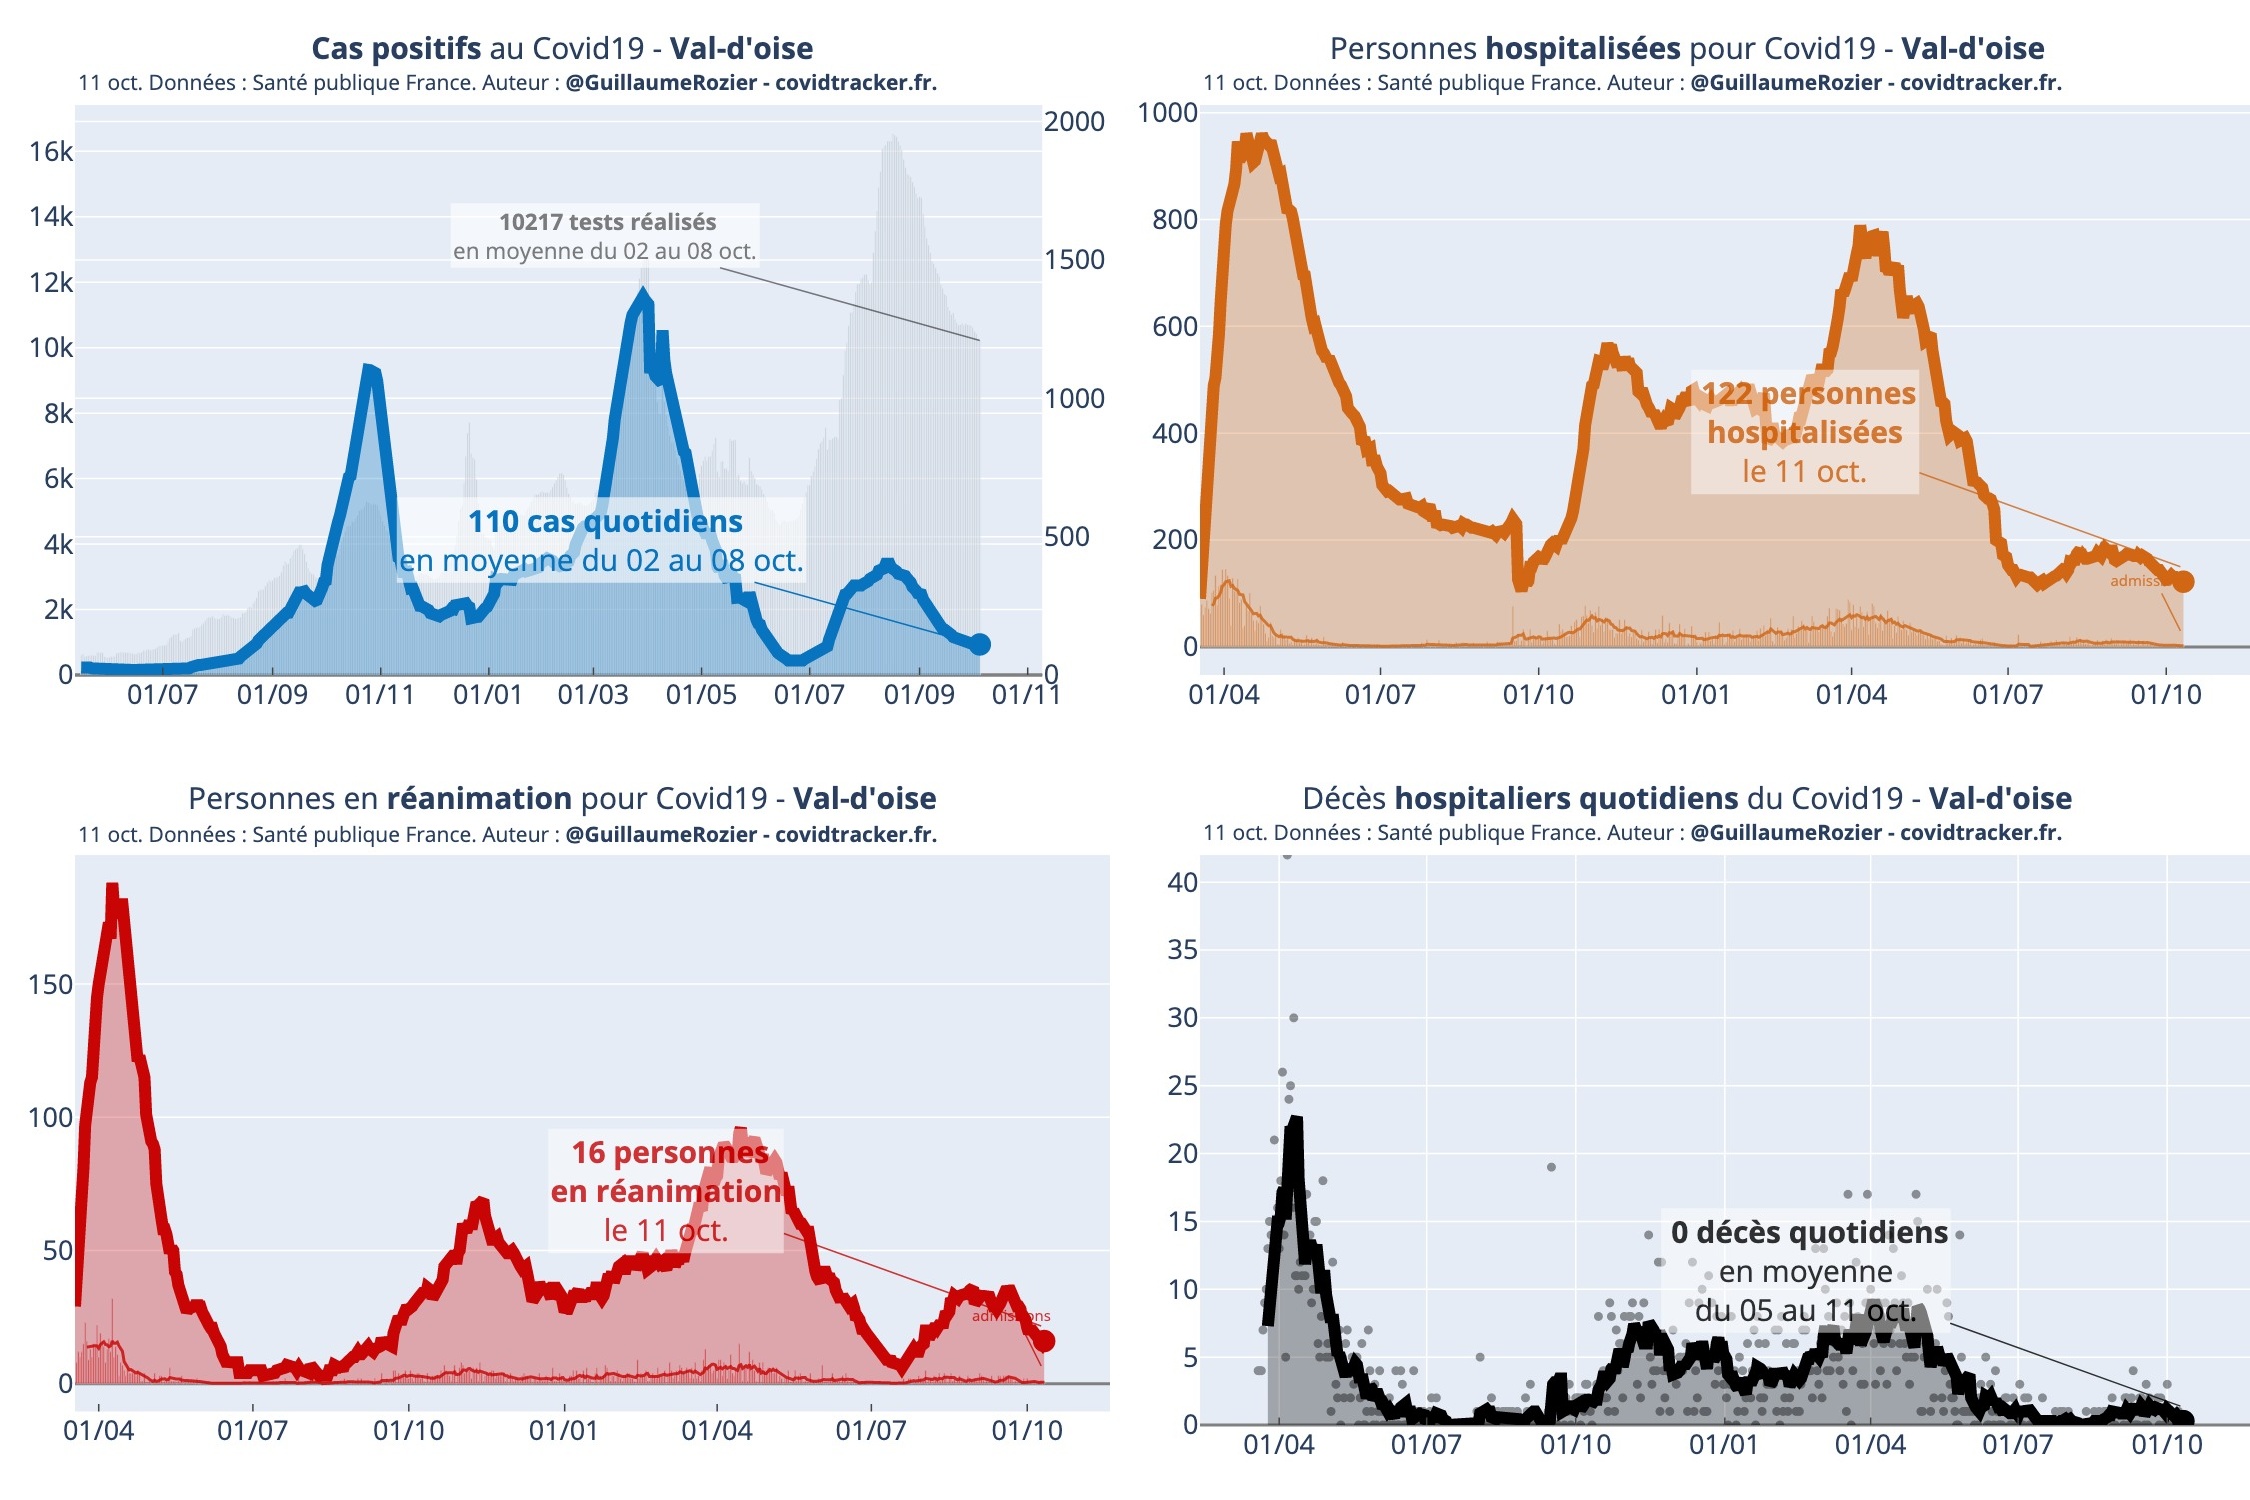 Cas positifs au Covid19 - Val-d'oise
11 oct. Données : Santé publique France. Auteur : @GuillaumeRozier - covidtracker.fr.
16k
14k
12k
10k
8k
6k
4k
2k
0
2000
1500
1000
500
0
10217 tests réalisés
en moyenne du 02 au 08 oct.
110 cas quotidiens
en moyenne du 02 au 08 oct.
01/07 01/09 01/11 01/01 01/03 01/05 01/07 01/09 01/11
Personnes hospitalisées pour Covid19 - Val-d'oise
11 oct. Données : Santé publique France. Auteur : @GuillaumeRozier - covidtracker.fr.
1000
800
600
400
200
0
122 personnes
hospitalisées
le 11 oct.
01/04 01/07 01/10 01/01 01/04 01/07 01/10
Personnes en réanimation pour Covid19 - Val-d'oise
11 oct. Données : Santé publique France. Auteur : @GuillaumeRozier - covidtracker.fr.
150
100
50
0
16 personnes
en réanimation
le 11 oct.
admissions
01/04 01/07 01/10 01/01 01/04 01/07 01/10
Décès hospitaliers quotidiens du Covid19 - Val-d'oise
11 oct. Données : Santé publique France. Auteur : @GuillaumeRozier - covidtracker.fr.
40
35
30
25
20
15
10
5
0
0 décès quotidiens
en moyenne
du 05 au 11 oct.
01/04 01/07 01/10 01/01 01/04 01/07 01/10